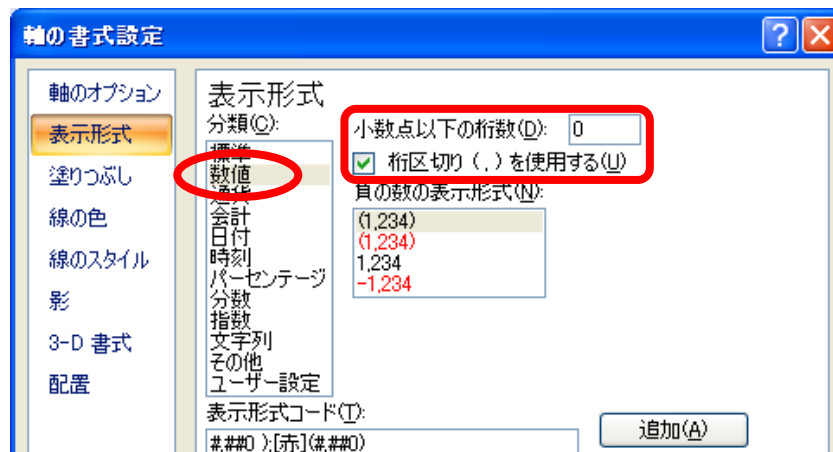 軸の書式設定
軸のオプション
表示形式
塗りつぶし
線の色
線のスタイル
影
3-D 書式
配置
表示形式
分類(C):
標準
数値
通貨
会計
日付
時刻
パーセンテージ
分数
指数
文字列
その他
ユーザー設定
小数点以下の桁数(D): 0
桁区切り (,) を使用する(U)
負の数の表示形式(N):
(1,234)
(1,234)
1,234
-1,234
表示形式コード(T):
#,##0 );[赤](#,##0)
追加(A)